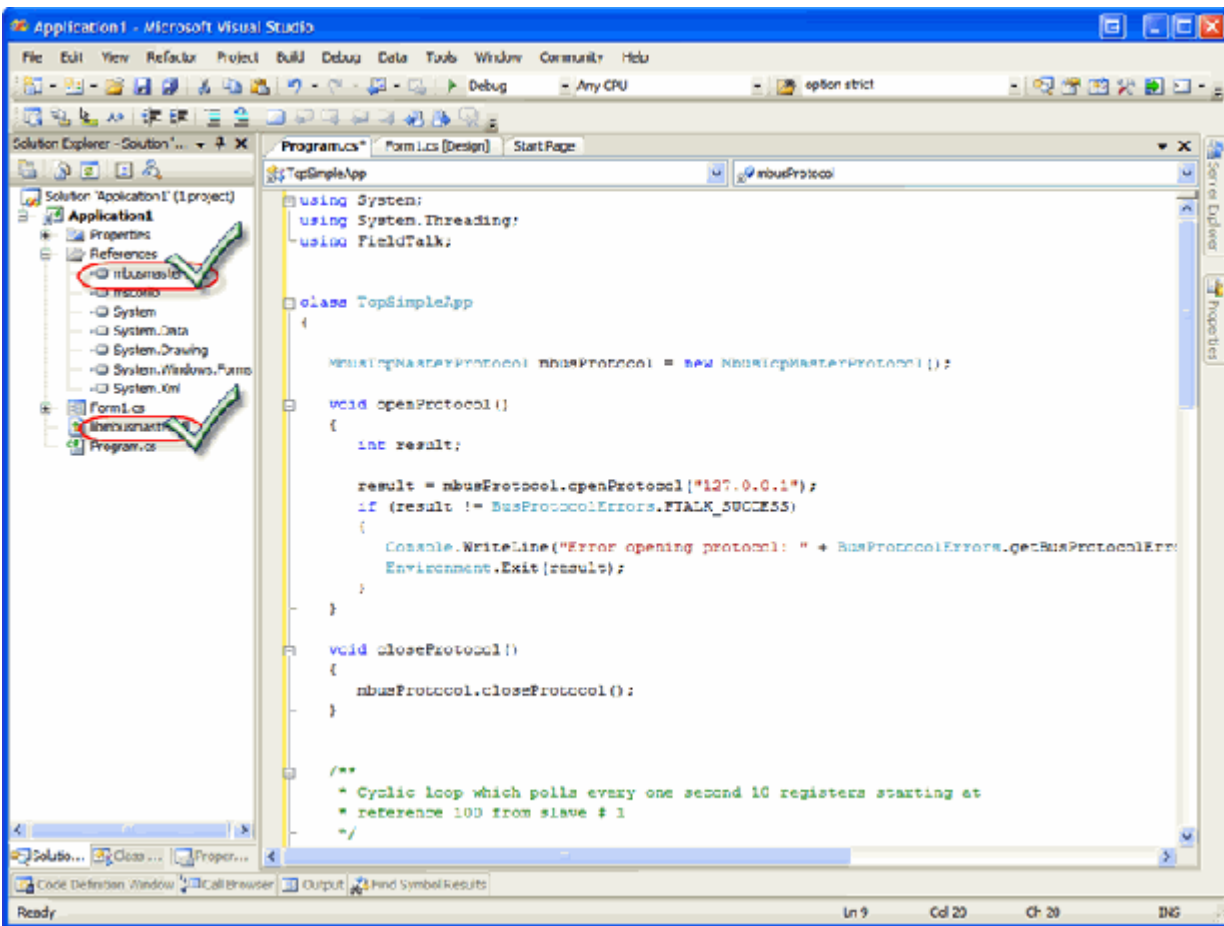 Application1 - Microsoft Visual Studio
File Edit View Refactor Project Build Debug Data Tools Window Community Help
Debug Any CPU option strict
Solution Explorer - Solution '...
Program.cs* Form1.cs [Design] Start Page
TcpSimpleApp mbusProtocol
Solution 'Application1' (1 project)
Application1
Properties
References
mbusmaster
mscorlib
System
System.Data
System.Drawing
System.Windows.Forms
System.Xml
Form1.cs
libmbusmast
Program.cs
using System;
using System.Threading;
using FieldTalk;
class TcpSimpleApp
{
MbusTcpMasterProtocol mbusProtocol = new MbusTcpMasterProtocol();
void openProtocol()
{
int result;
result = mbusProtocol.openProtocol("127.0.0.1");
if (result != BusProtocolErrors.FTALK_SUCCESS)
{
Console.WriteLine("Error opening protocol: " + BusProtocolErrors.getBusProtocolErr
Environment.Exit(result);
}
}
void closeProtocol()
{
mbusProtocol.closeProtocol();
}
/**
* Cyclic loop which polls every one second 10 registers starting at
* reference 100 from slave # 1
*/
Server Explorer
Properties
Solutio... Class ... Proper...
Code Definition Window Call Browser Output Find Symbol Results
Ready Ln 9 Col 20 Ch 20 INS